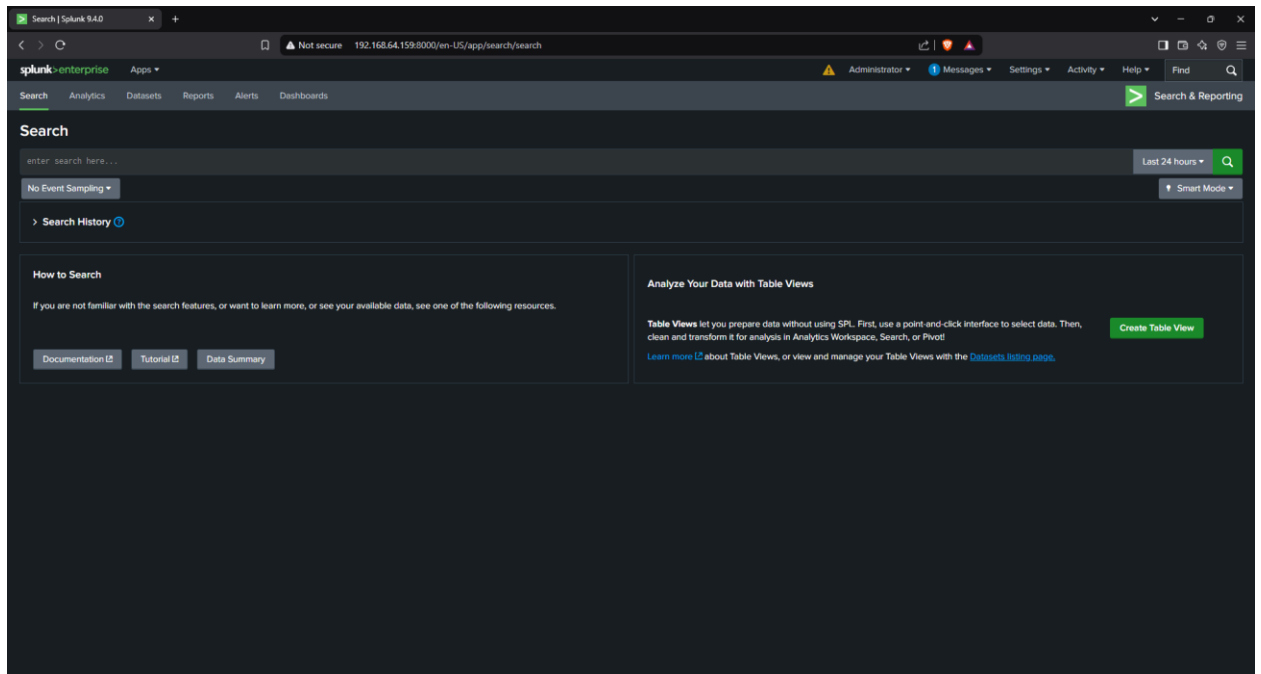 Search | Splunk 9.4.0
Not secure 192.168.64.159:8000/en-US/app/search/search
splunk>enterprise Apps Administrator 1 Messages Settings Activity Help Find
Search Analytics Datasets Reports Alerts Dashboards Search & Reporting
Search
enter search here... Last 24 hours
No Event Sampling Smart Mode
Search History ?
How to Search
If you are not familiar with the search features, or want to learn more, or see your available data, see one of the following resources.
Documentation Tutorial Data Summary
Analyze Your Data with Table Views
Table Views let you prepare data without using SPL. First, use a point-and-click interface to select data. Then,
clean and transform it for analysis in Analytics Workspace, Search, or Pivot!
Learn more about Table Views, or view and manage your Table Views with the Datasets listing page.
Create Table View